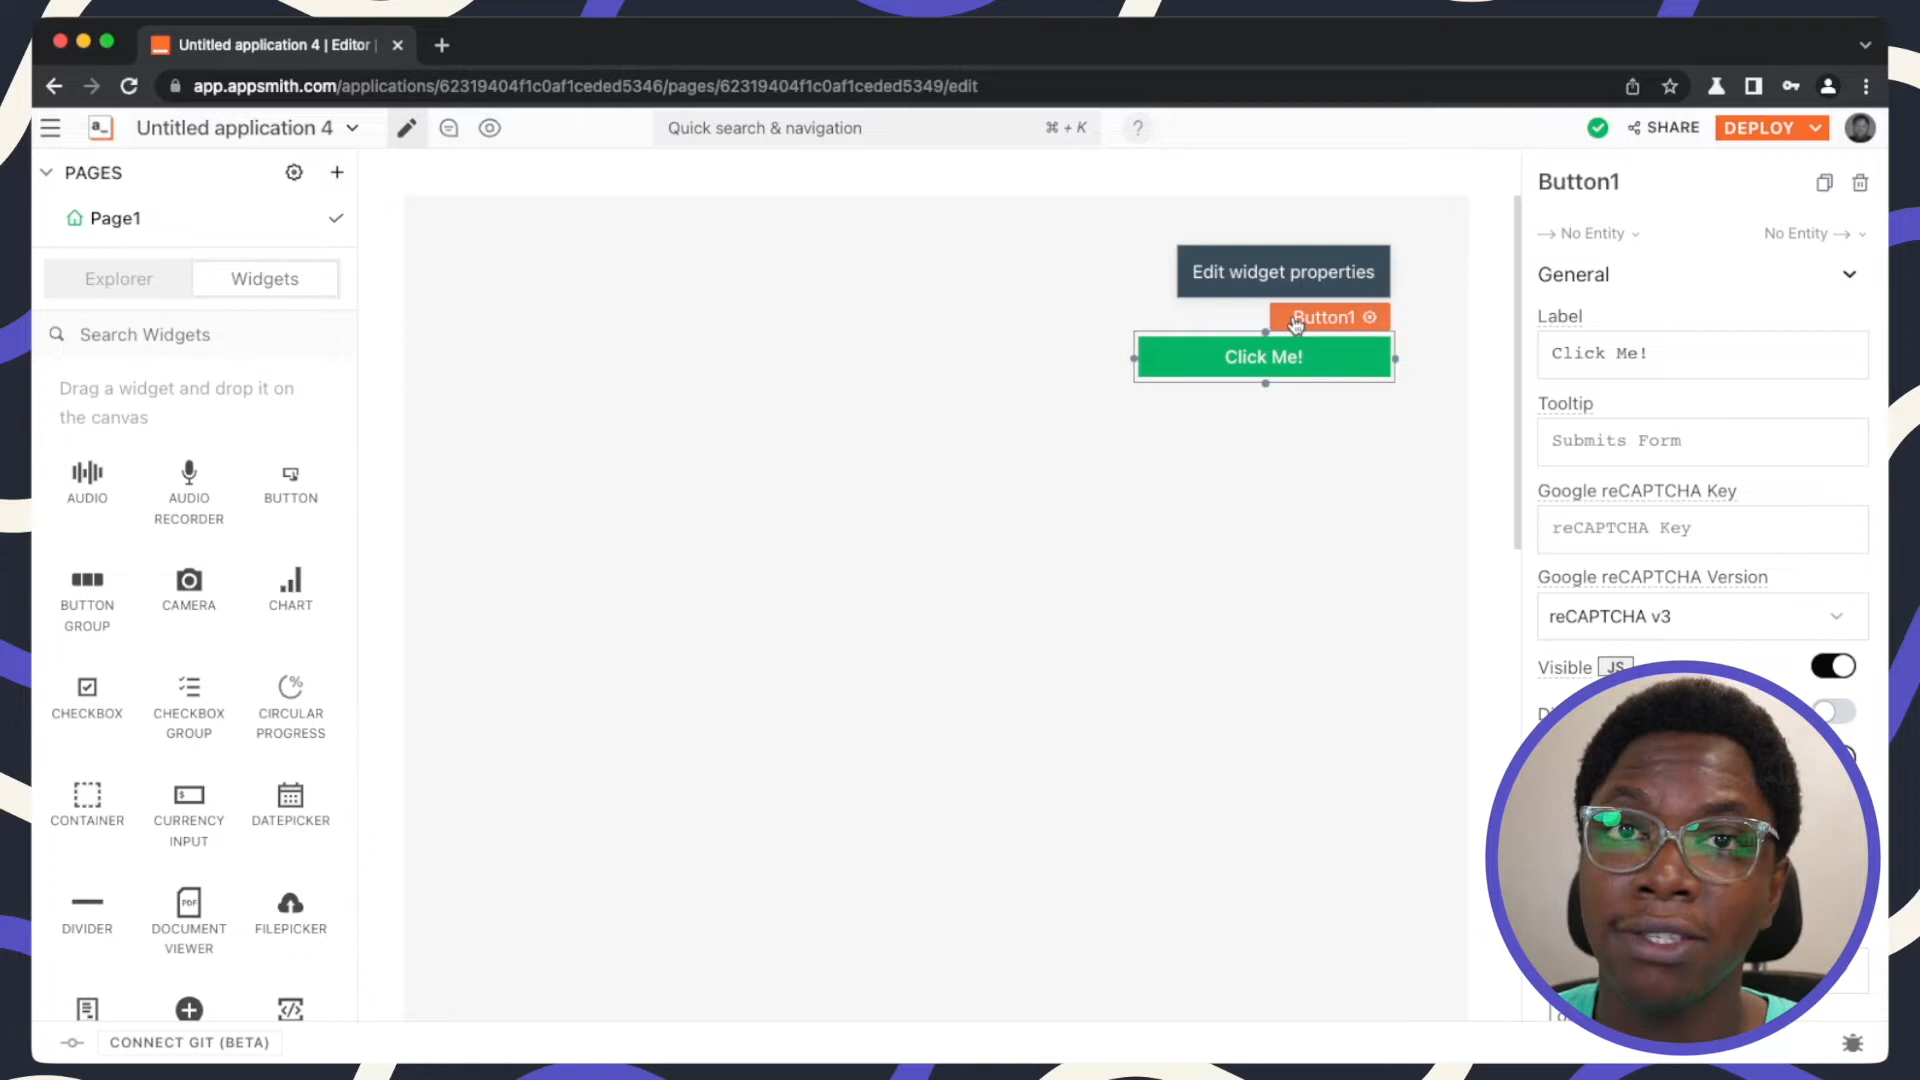 Untitled application 4 | Editor |
app.appsmith.com/applications/62319404f1c0af1ceded5346/pages/62319404f1c0af1ceded5349/edit
a_ Untitled application 4
Quick search & navigation ⌘ + K ?
SHARE
DEPLOY
PAGES
Page1
Explorer
Widgets
Search Widgets
Drag a widget and drop it on
the canvas
AUDIO
AUDIO
RECORDER
BUTTON
BUTTON
GROUP
CAMERA
CHART
CHECKBOX
CHECKBOX
GROUP
%
CIRCULAR
PROGRESS
CONTAINER
$
CURRENCY
INPUT
DATEPICKER
DIVIDER
PDF
DOCUMENT
VIEWER
FILEPICKER
CONNECT GIT (BETA)
Edit widget properties
Button1
Click Me!
Button1
No Entity
No Entity
General
Label
Click Me!
Tooltip
Submits Form
Google reCAPTCHA Key
reCAPTCHA Key
Google reCAPTCHA Version
reCAPTCHA v3
Visible JS